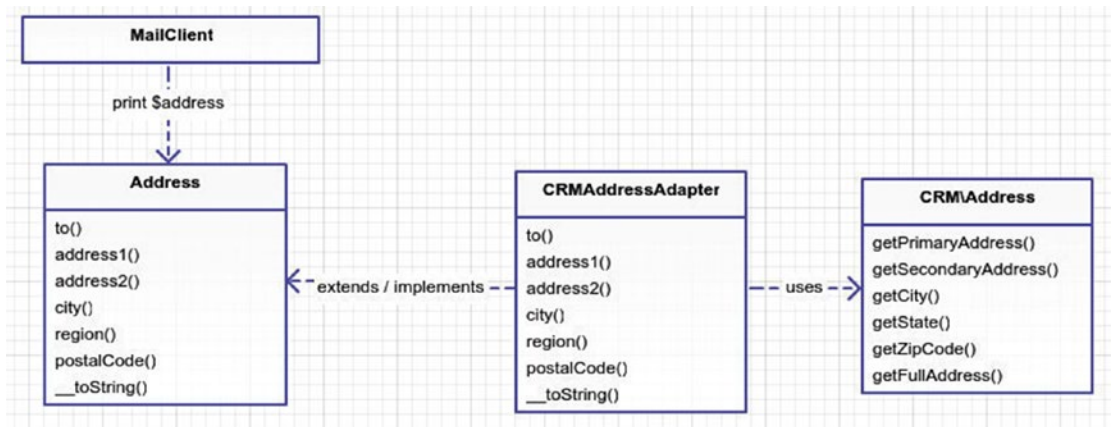 MailClient
print $address
Address
to()
address1()
address2()
city()
region()
postalCode()
__toString()
extends / implements
CRMAddressAdapter
to()
address1()
address2()
city()
region()
postalCode()
__toString()
uses
CRM\Address
getPrimaryAddress()
getSecondaryAddress()
getCity()
getState()
getZipCode()
getFullAddress()